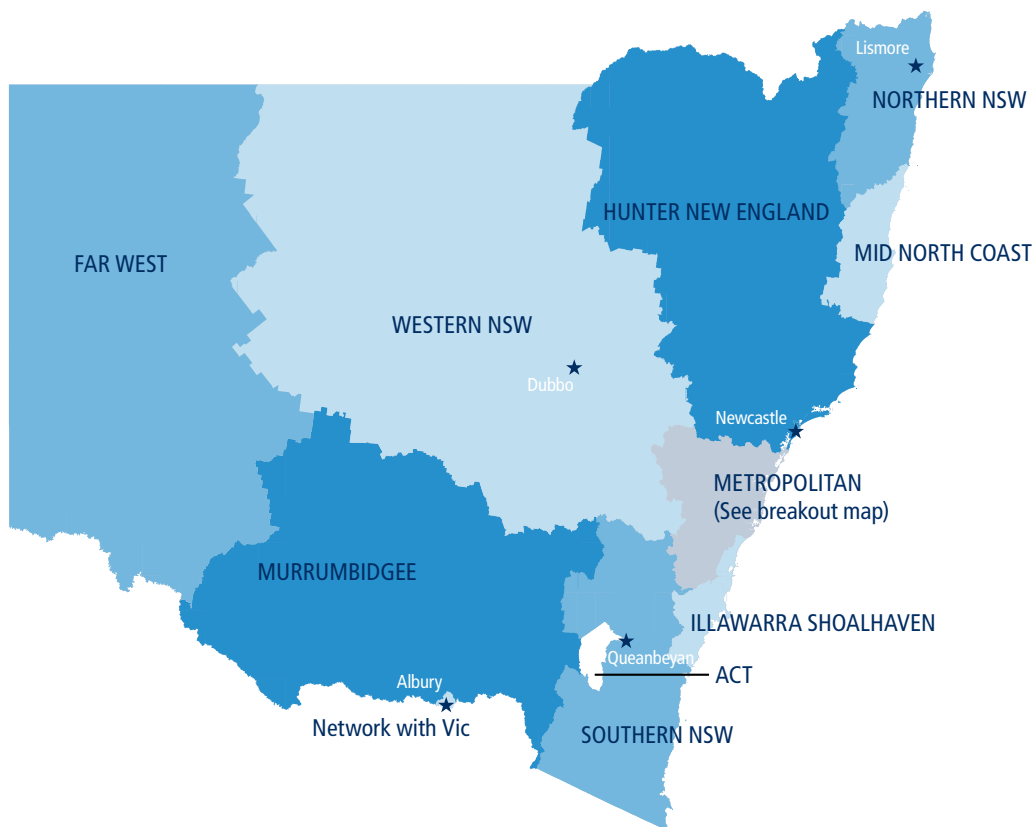 Lismore
NORTHERN NSW
HUNTER NEW ENGLAND
MID NORTH COAST
FAR WEST
WESTERN NSW
Dubbo
Newcastle
METROPOLITAN
(See breakout map)
MURRUMBIDGEE
ILLAWARRA SHOALHAVEN
Queanbeyan
ACT
Albury
Network with Vic
SOUTHERN NSW